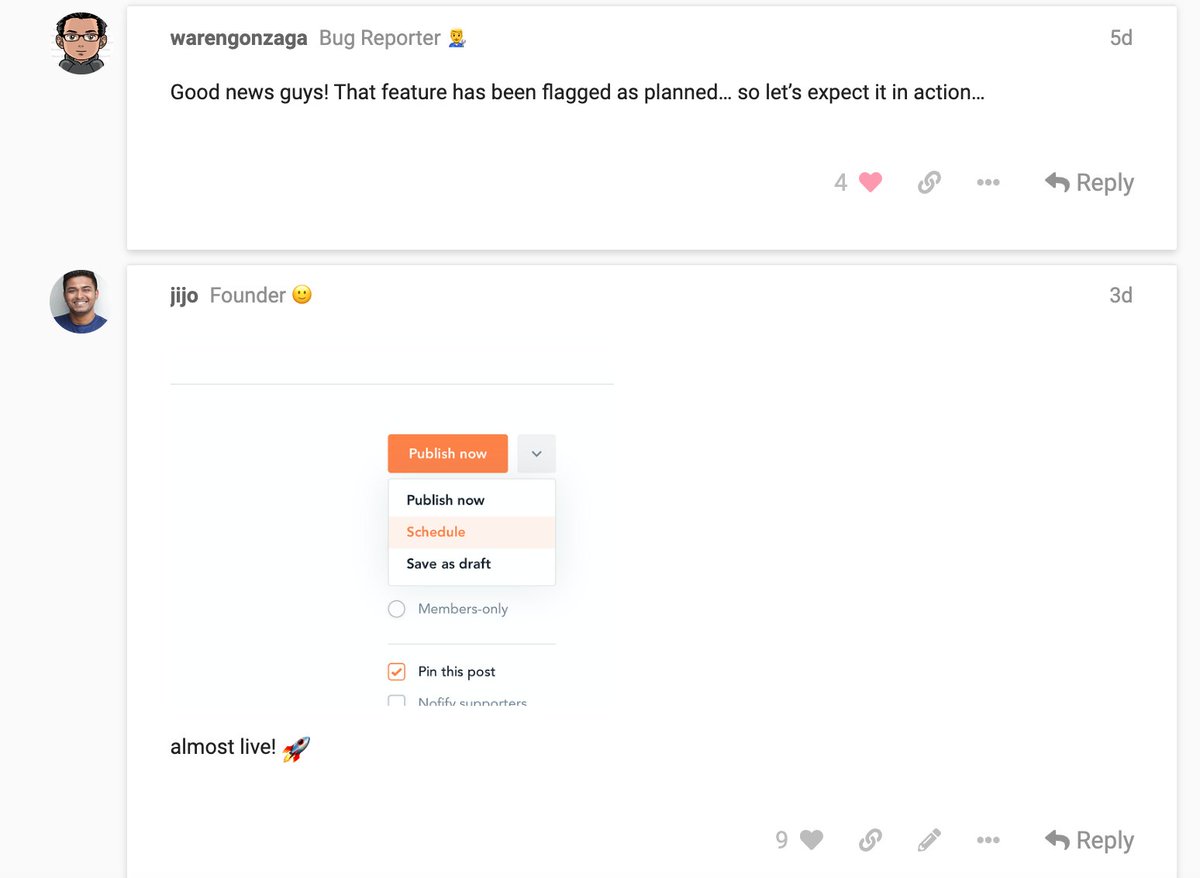 warengonzaga Bug Reporter 5d
Good news guys! That feature has been flagged as planned… so let’s expect it in action…
4 Reply
jijo Founder 3d
Publish now
Publish now
Schedule
Save as draft
Members-only
Pin this post
Nofify supporters
almost live!
9 Reply